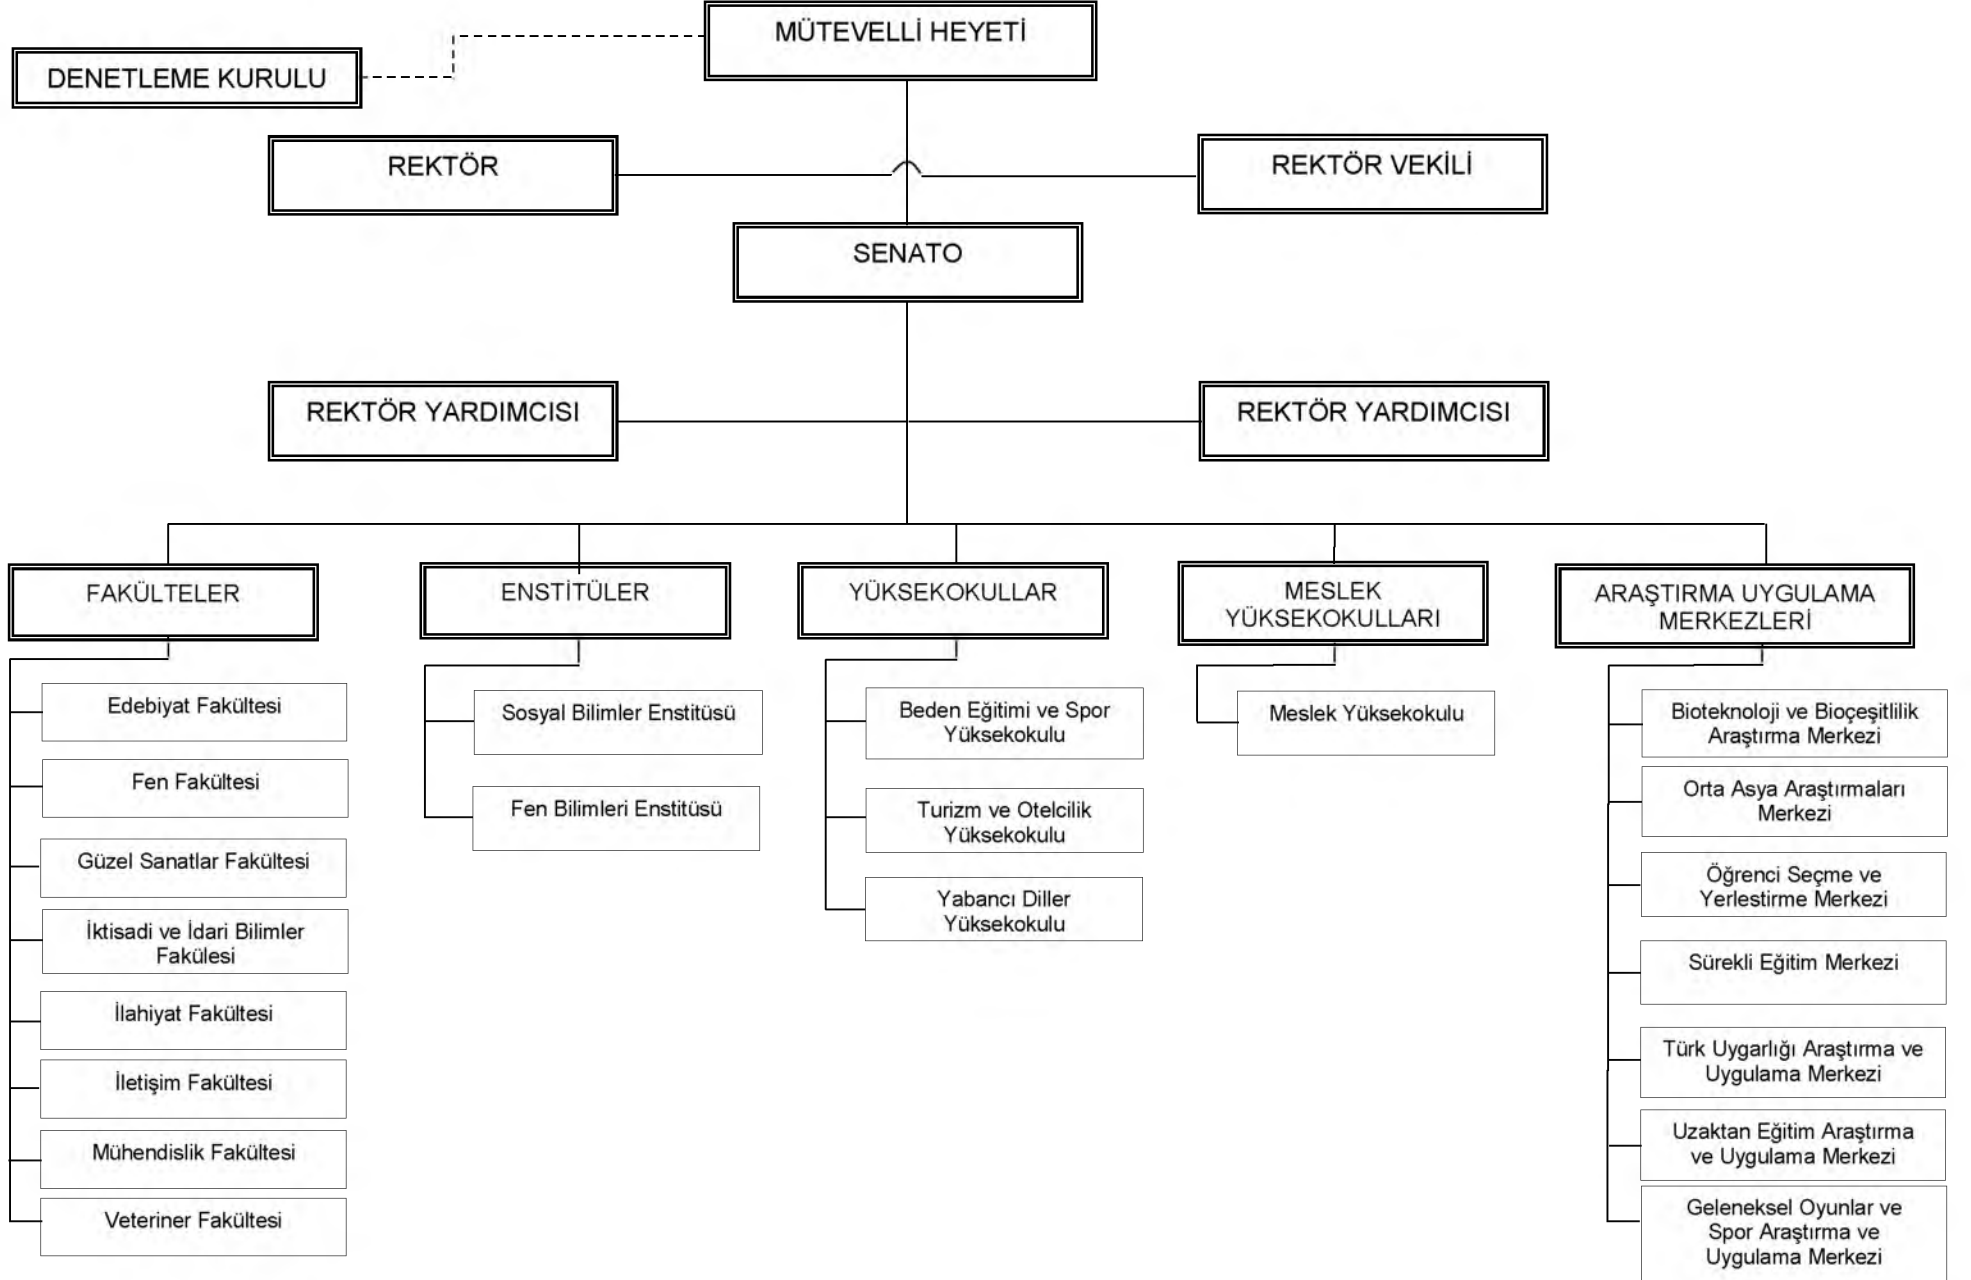 MÜTEVELLİ HEYETİ
DENETLEME KURULU
REKTÖR
REKTÖR VEKİLİ
SENATO
REKTÖR YARDIMCISI
REKTÖR YARDIMCISI
FAKÜLTELER
Edebiyat Fakültesi
Fen Fakültesi
Güzel Sanatlar Fakültesi
İktisadi ve İdari Bilimler
Fakülesi
İlahiyat Fakültesi
İletişim Fakültesi
Mühendislik Fakültesi
Veteriner Fakültesi
ENSTİTÜLER
Sosyal Bilimler Enstitüsü
Fen Bilimleri Enstitüsü
YÜKSEKOKULLAR
Beden Eğitimi ve Spor
Yüksekokulu
Turizm ve Otelcilik
Yüksekokulu
Yabancı Diller
Yüksekokulu
MESLEK
YÜKSEKOKULLARI
Meslek Yüksekokulu
ARAŞTIRMA UYGULAMA
MERKEZLERİ
Bioteknoloji ve Bioçeşitlilik
Araştırma Merkezi
Orta Asya Araştırmaları
Merkezi
Öğrenci Seçme ve
Yerlestirme Merkezi
Sürekli Eğitim Merkezi
Türk Uygarlığı Araştırma ve
Uygulama Merkezi
Uzaktan Eğitim Araştırma
ve Uygulama Merkezi
Geleneksel Oyunlar ve
Spor Araştırma ve
Uygulama Merkezi